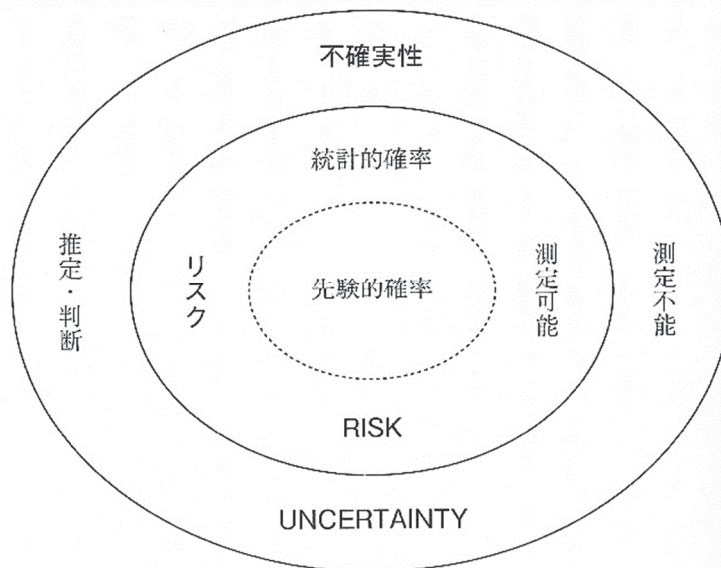 不確実性
統計的確率
推定・判断
リスク
先験的確率
測定可能
測定不能
RISK
UNCERTAINTY